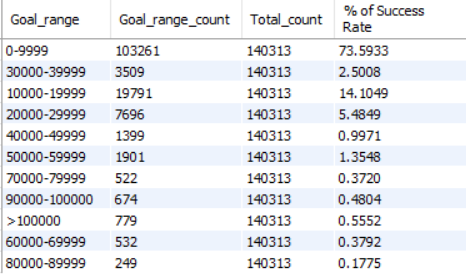 Goal_range Goal_range_count Total_count % of Success Rate
0-9999 103261 140313 73.5933
30000-39999 3509 140313 2.5008
10000-19999 19791 140313 14.1049
20000-29999 7696 140313 5.4849
40000-49999 1399 140313 0.9971
50000-59999 1901 140313 1.3548
70000-79999 522 140313 0.3720
90000-100000 674 140313 0.4804
>100000 779 140313 0.5552
60000-69999 532 140313 0.3792
80000-89999 249 140313 0.1775